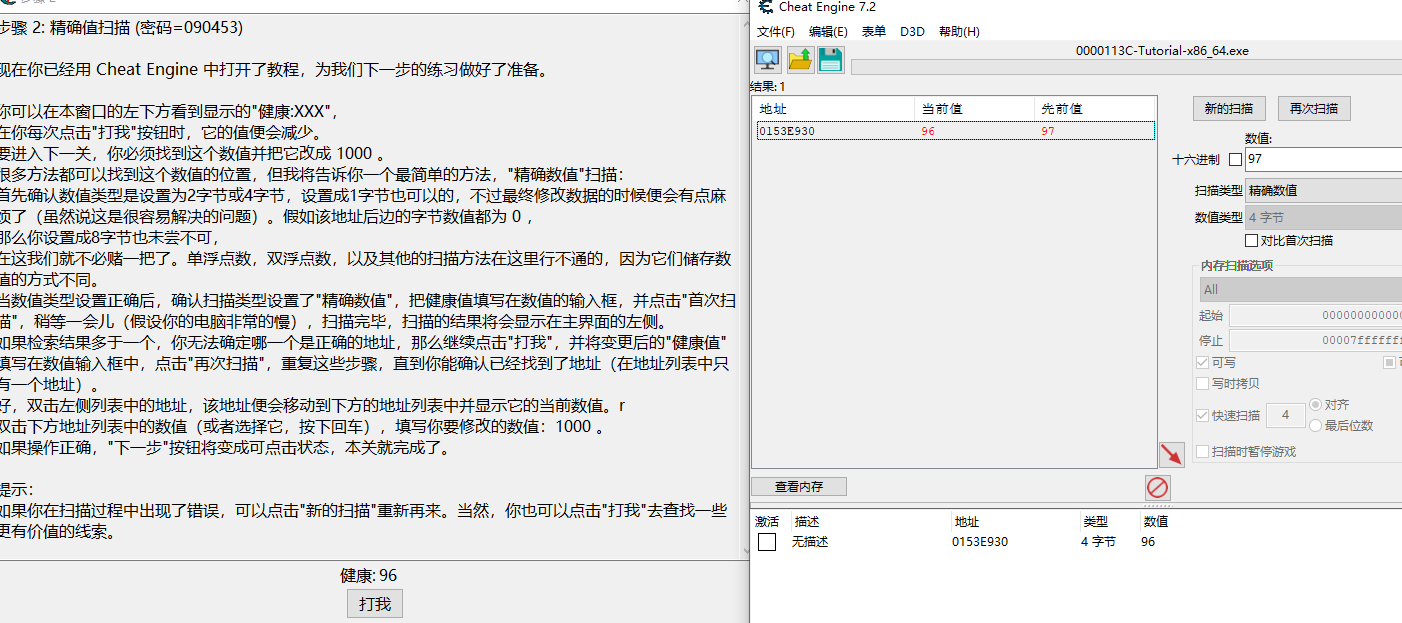 步骤 2: 精确值扫描 (密码=090453)
现在你已经用 Cheat Engine 中打开了教程，为我们下一步的练习做好了准备。
你可以在本窗口的左下方看到显示的"健康:XXX",
在你每次点击"打我"按钮时，它的值便会减少。
要进入下一关，你必须找到这个数值并把它改成 1000 。
很多方法都可以找到这个数值的位置，但我将告诉你一个最简单的方法，"精确数值"扫描：
首先确认数值类型是设置为2字节或4字节，设置成1字节也可以的，不过最终修改数据的时候便会有点麻
烦了（虽然说这是很容易解决的问题）。假如该地址后边的字节数值都为 0 ，
那么你设置成8字节也未尝不可，
在这我们就不必赌一把了。单浮点数，双浮点数，以及其他的扫描方法在这里行不通的，因为它们储存数
值的方式不同。
当数值类型设置正确后，确认扫描类型设置了"精确数值"，把健康值填写在数值的输入框，并点击"首次扫
描"，稍等一会儿（假设你的电脑非常的慢），扫描完毕，扫描的结果将会显示在主界面的左侧。
如果检索结果多于一个，你无法确定哪一个是正确的地址，那么继续点击"打我"，并将变更后的"健康值"
填写在数值输入框中，点击"再次扫描"，重复这些步骤，直到你能确认已经找到了地址（在地址列表中只
有一个地址）。
好，双击左侧列表中的地址，该地址便会移动到下方的地址列表中并显示它的当前数值。r
双击下方地址列表中的数值（或者选择它，按下回车），填写你要修改的数值：1000 。
如果操作正确，"下一步"按钮将变成可点击状态，本关就完成了。
提示：
如果你在扫描过程中出现了错误，可以点击"新的扫描"重新再来。当然，你也可以点击"打我"去查找一些
更有价值的线索。
健康: 96
打我
Cheat Engine 7.2
文件(F) 编辑(E) 表单 D3D 帮助(H)
0000113C-Tutorial-x86_64.exe
结果: 1
地址 当前值 先前值
0153E930 96 97
新的扫描 再次扫描
数值:
十六进制 97
扫描类型 精确数值
数值类型 4 字节
对比首次扫描
内存扫描选项
All
起始 000000000000
停止 00007fffffff
可写
写时拷贝
快速扫描 4 对齐
最后位数
扫描时暂停游戏
查看内存
激活 描述 地址 类型 数值
无描述 0153E930 4 字节 96